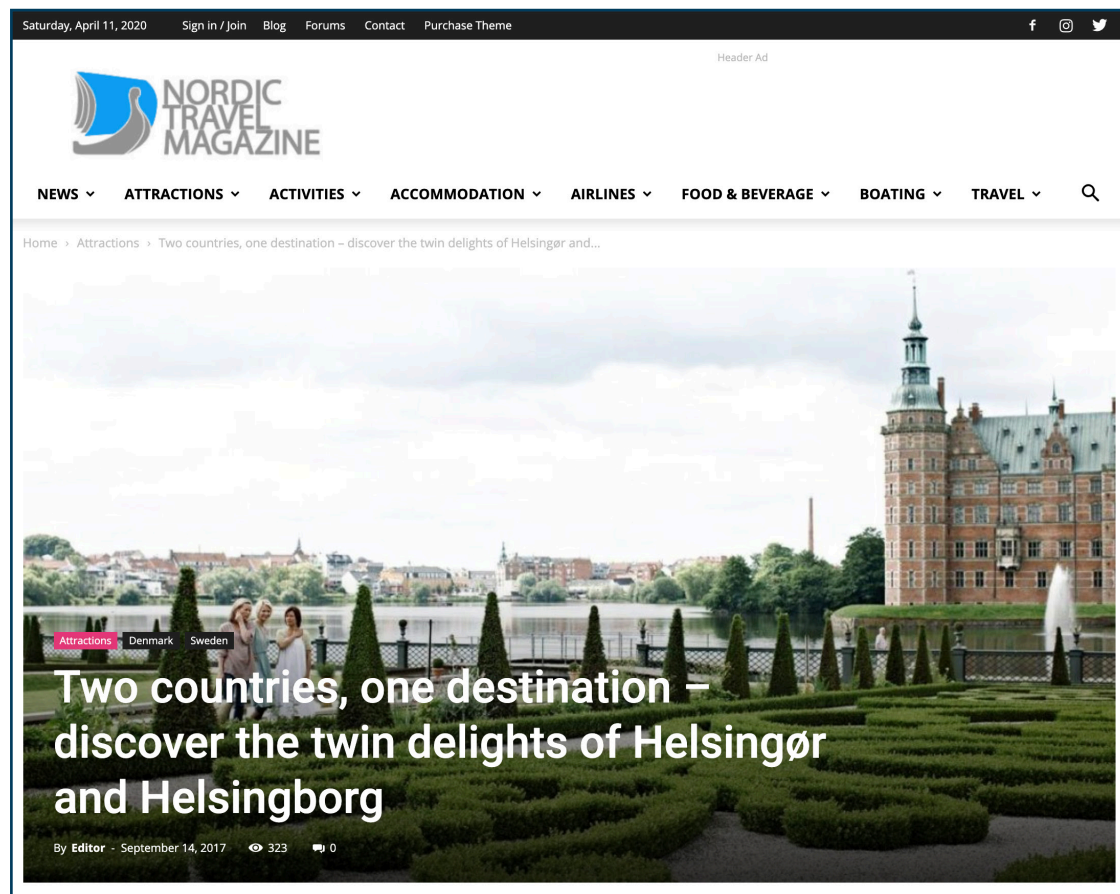 Saturday, April 11, 2020 Sign in / Join Blog Forums Contact Purchase Theme
Header Ad
NORDIC
TRAVEL
MAGAZINE
NEWS ATTRACTIONS ACTIVITIES ACCOMMODATION AIRLINES FOOD & BEVERAGE BOATING TRAVEL
Home › Attractions › Two countries, one destination – discover the twin delights of Helsingør and...
Attractions Denmark Sweden
Two countries, one destination –
discover the twin delights of Helsingør
and Helsingborg
By Editor - September 14, 2017 323 0